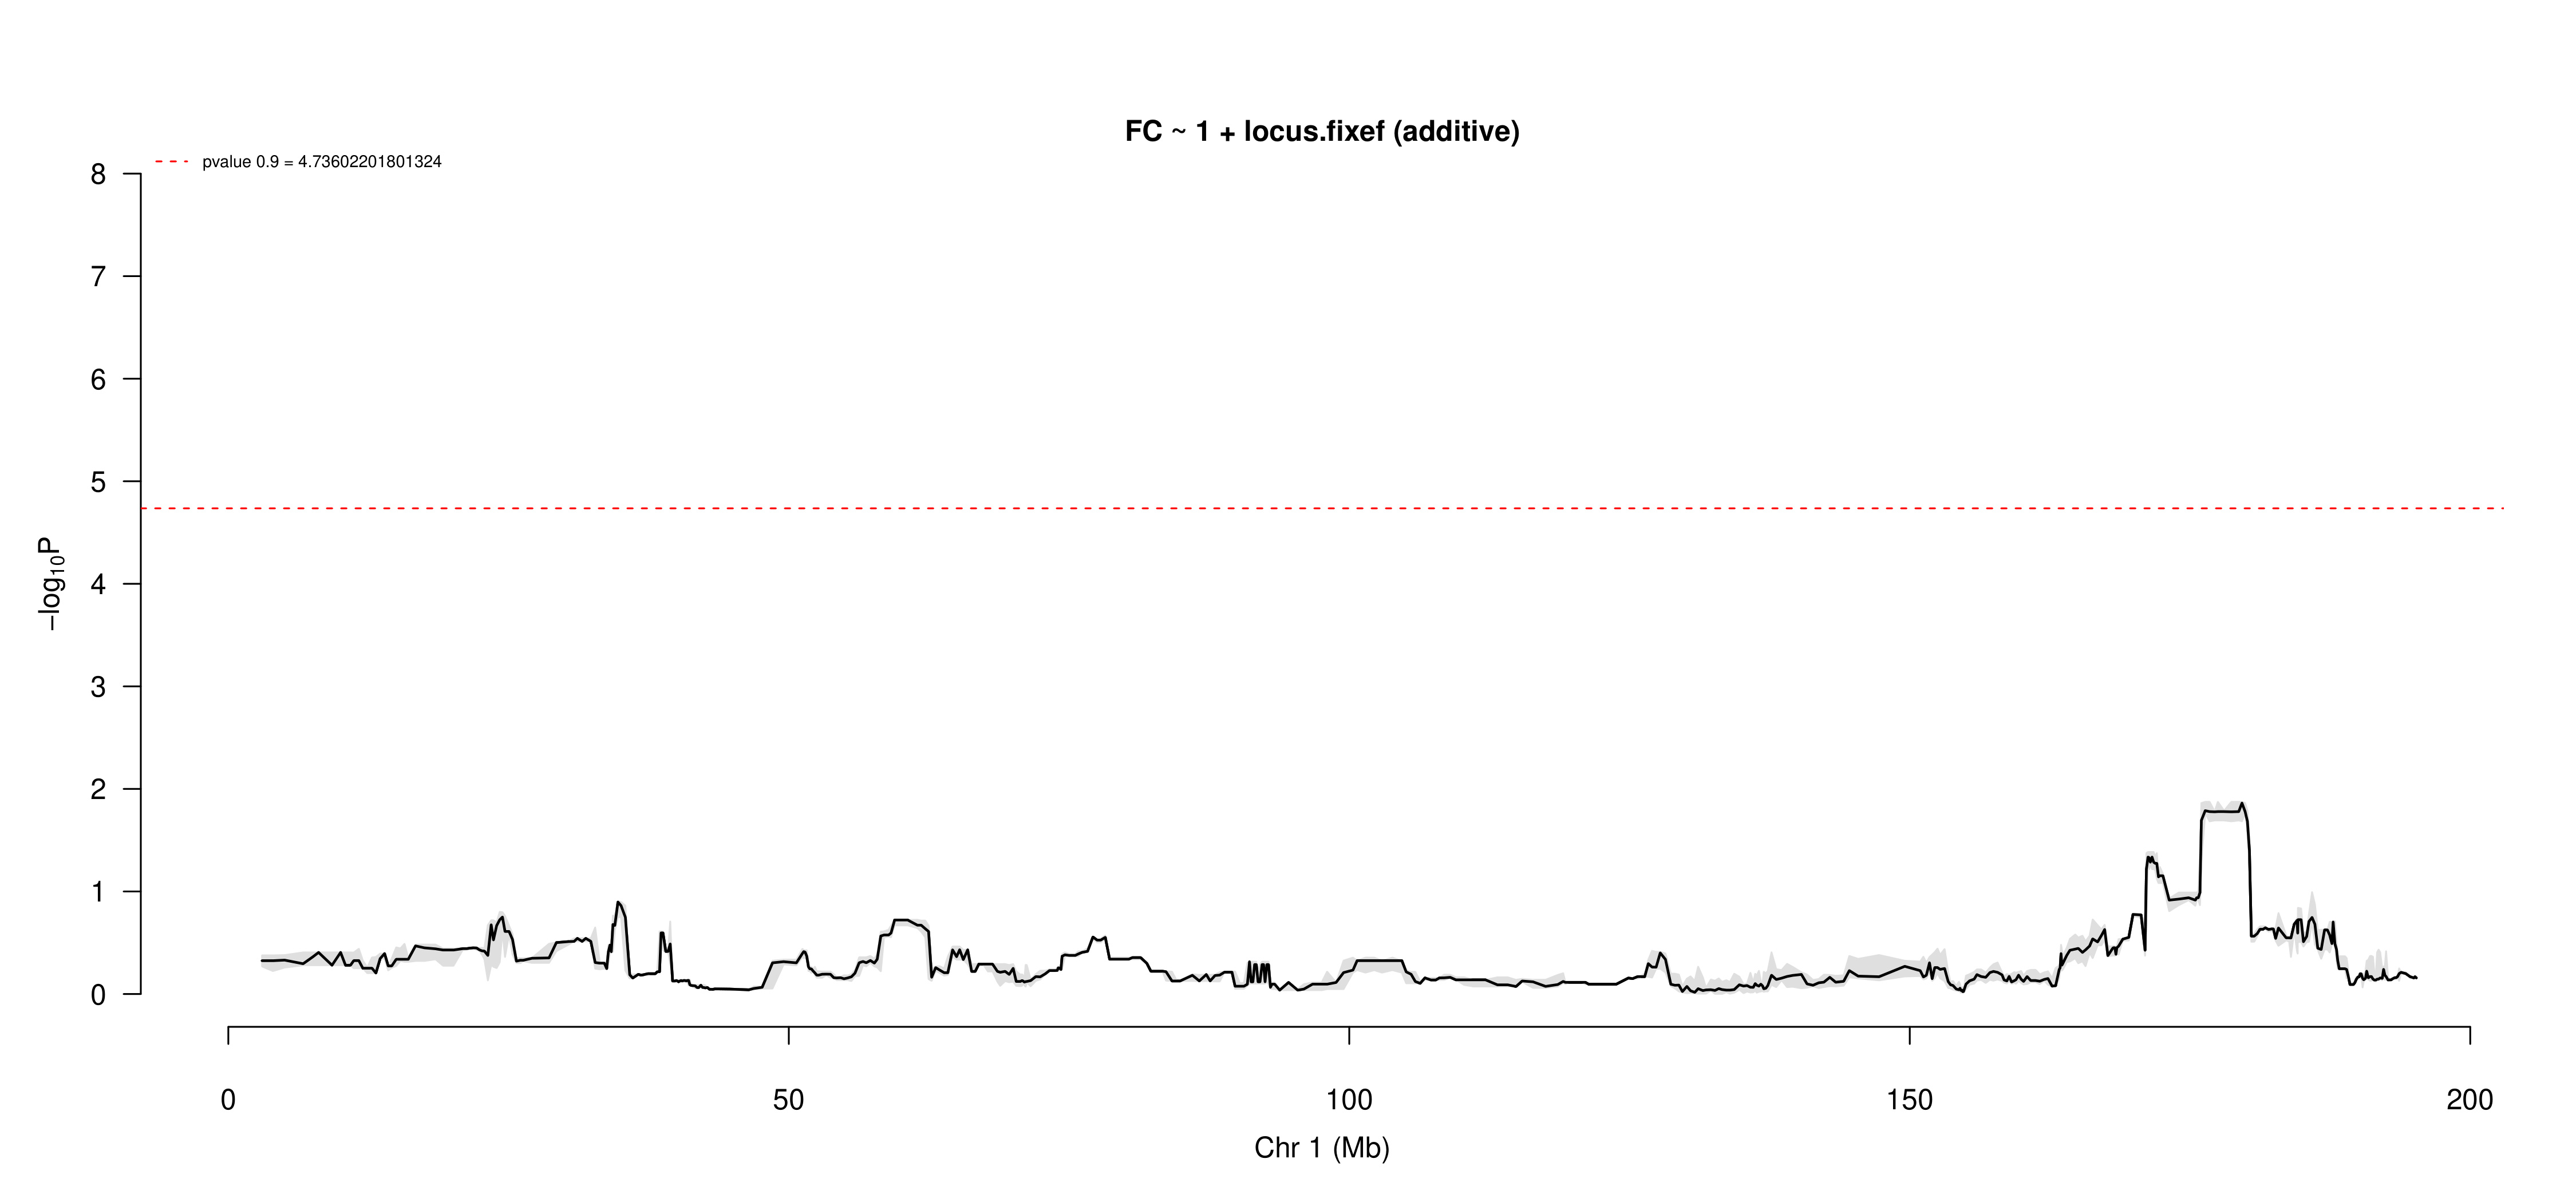 FC ~ 1 + locus.fixef (additive)
pvalue 0.9 = 4.73602201801324
8
7
6
5
4
3
2
1
0
−log10P
0 50 100 150 200
Chr 1 (Mb)